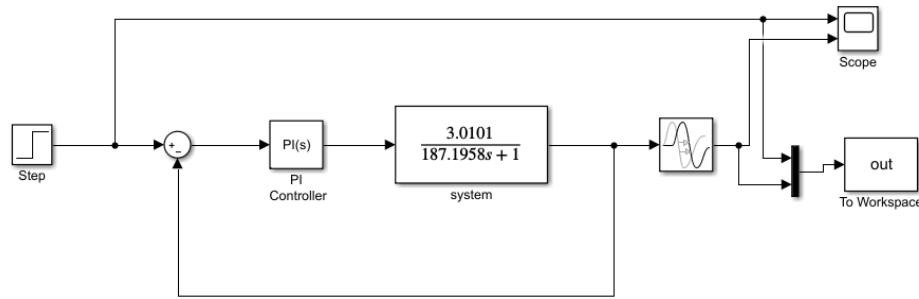 Scope
Step
+
−
PI(s)
PI
Controller
3.0101
187.1958s + 1
system
out
To Workspace